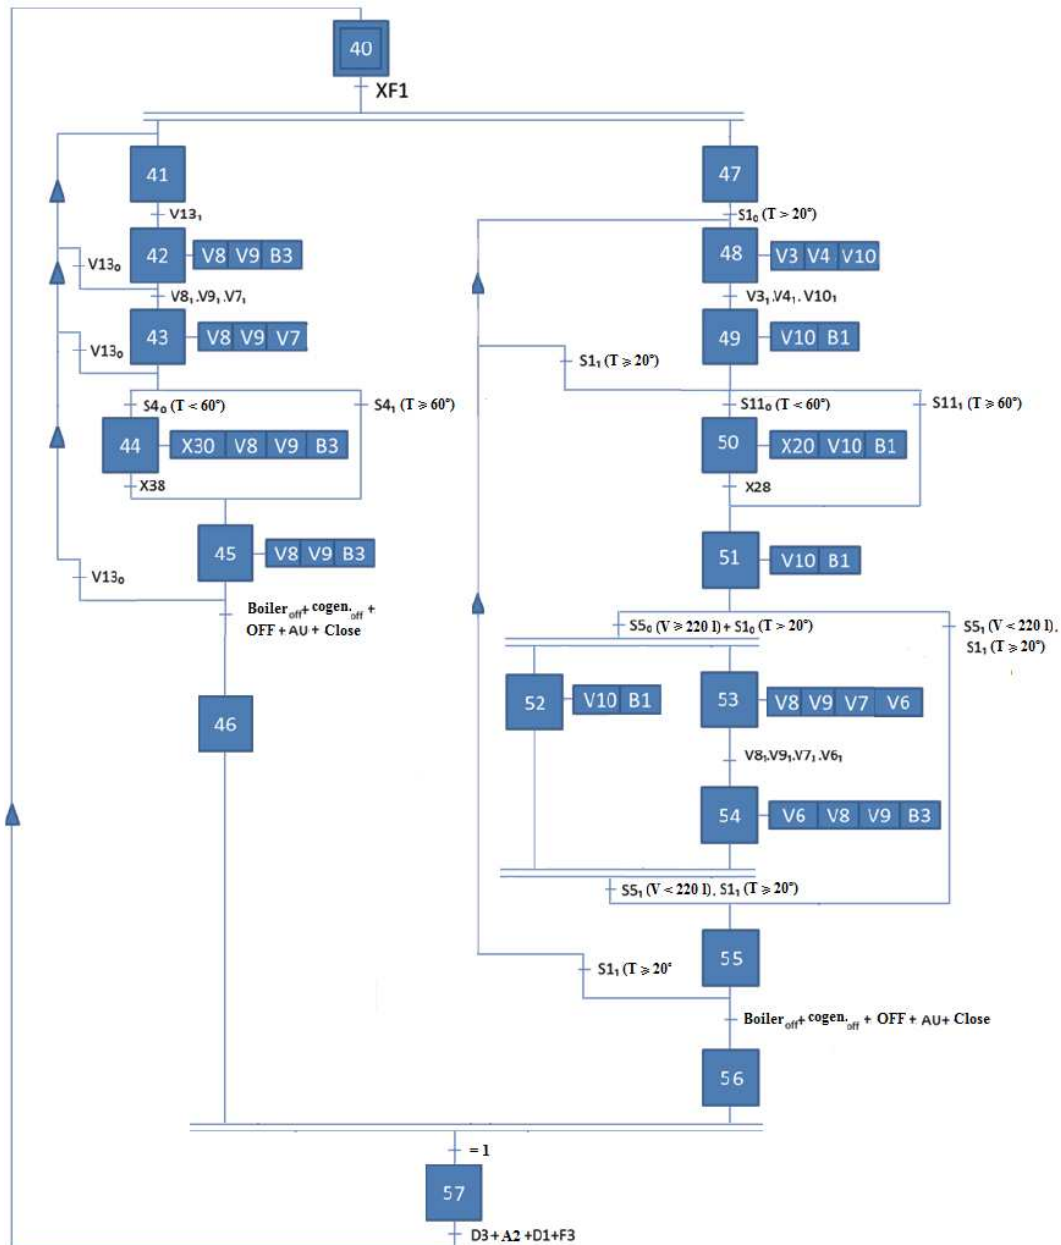 40
XF1
41
47
V13₁
S1₀ (T > 20°)
42
V8 V9 B3
48
V3 V4 V10
V13₀
V8₁.V9₁.V7₁
V3₁.V4₁.V10₁
43
V8 V9 V7
49
V10 B1
V13₀
S1₁ (T ⩾ 20°)
S4₀ (T < 60°)
S4₁ (T ⩾ 60°)
S11₀ (T < 60°)
S11₁ (T ⩾ 60°)
44
X30 V8 V9 B3
50
X20 V10 B1
X38
X28
45
V8 V9 B3
51
V10 B1
V13₀
Boiler off + cogen. off +
OFF + AU + Close
S5₀ (V ⩾ 220 l) + S1₀ (T > 20°)
S5₁ (V < 220 l).
S1₁ (T ⩾ 20°)
46
52
V10 B1
53
V8 V9 V7 V6
V8₁.V9₁.V7₁.V6₁
54
V6 V8 V9 B3
S5₁ (V < 220 l). S1₁ (T ⩾ 20°)
55
S1₁ (T ⩾ 20°
Boiler off + cogen. off + OFF + AU + Close
56
= 1
57
D3 + A2 + D1 + F3